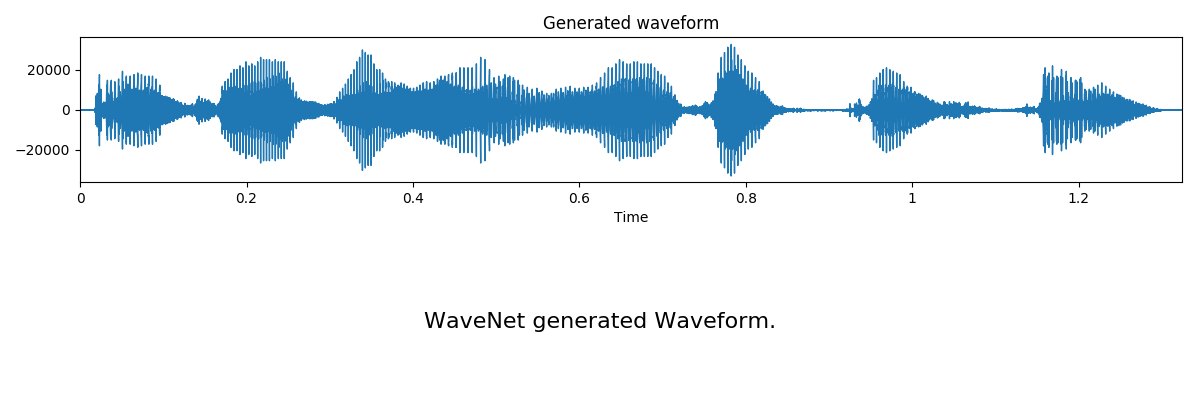 Generated waveform
20000
0
−20000
0 0.2 0.4 0.6 0.8 1 1.2
Time
WaveNet generated Waveform.